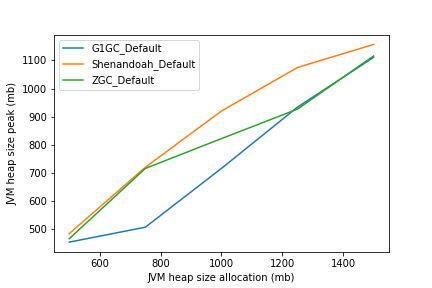 G1GC_Default
Shenandoah_Default
ZGC_Default
1100
1000
900
800
700
600
500
JVM heap size peak (mb)
600 800 1000 1200 1400
JVM heap size allocation (mb)